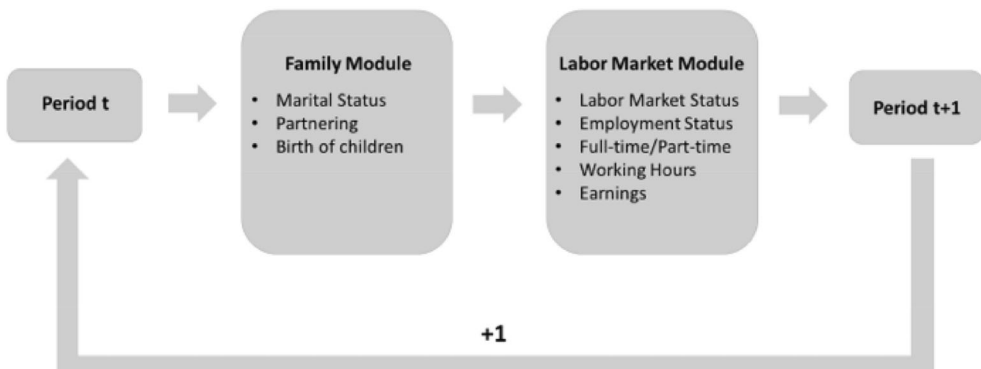 Period t
Family Module
• Marital Status
• Partnering
• Birth of children
Labor Market Module
• Labor Market Status
• Employment Status
• Full-time/Part-time
• Working Hours
• Earnings
Period t+1
+1